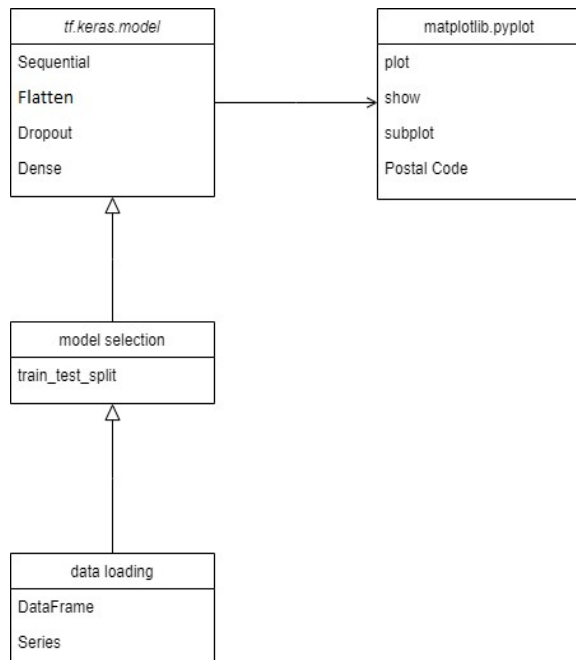 tf.keras.model
Sequential
Flatten
Dropout
Dense
matplotlib.pyplot
plot
show
subplot
Postal Code
model selection
train_test_split
data loading
DataFrame
Series